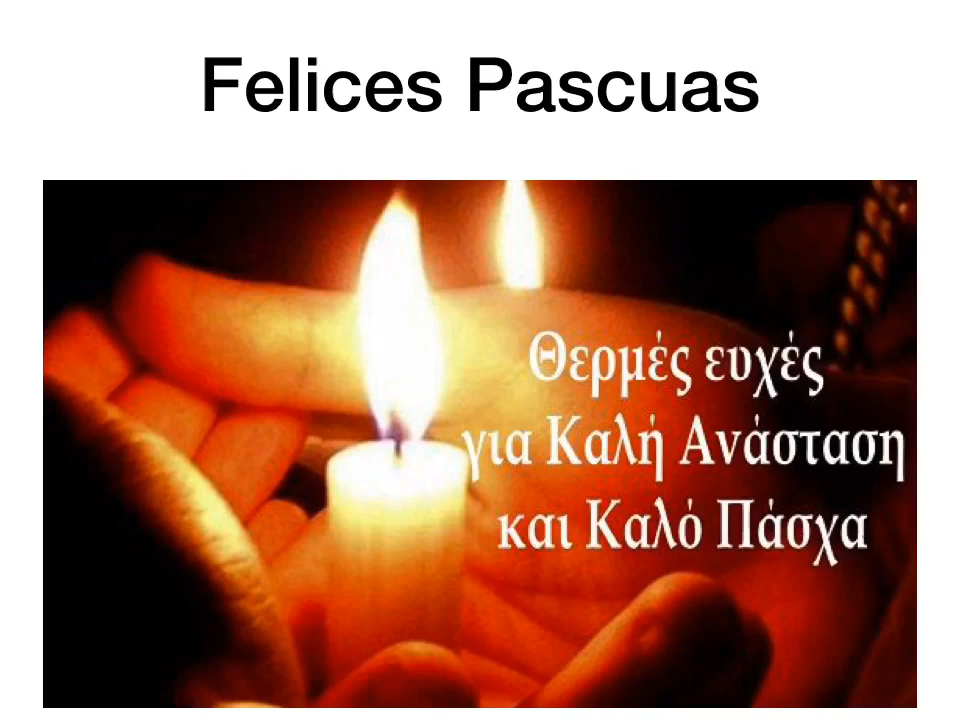 Felices Pascuas
Θερμές ευχές
για Καλή Ανάσταση
και Καλό Πάσχα